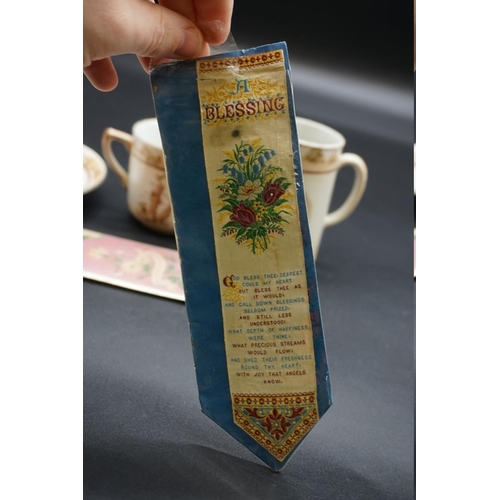 A
BLESSING
GOD BLESS THEE: DEAREST
COULD MY HEART
BUT BLESS THEE AS
IT WOULD:
AND CALL DOWN BLESSINGS,
SELDOM PRIZED:
AND STILL LESS
UNDERSTOOD:
WHAT DEPTH OF HAPPINESS,
WERE THINE:
WHAT PRECIOUS STREAMS
WOULD FLOW:
AND SHED THEIR FRESHNESS
ROUND THY HEART:
WITH JOY THAT ANGELS
KNOW.